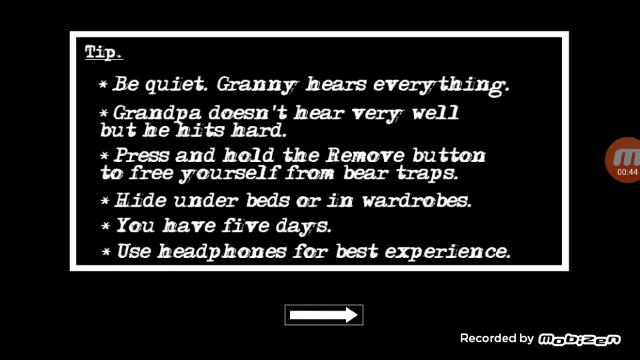 Tip.
* Be quiet. Granny hears everything.
* Grandpa doesn't hear very well
but he hits hard.
* Press and hold the Remove button
to free yourself from bear traps.
* Hide under beds or in wardrobes.
* You have five days.
* Use headphones for best experience.
00:44
Recorded by mobizen